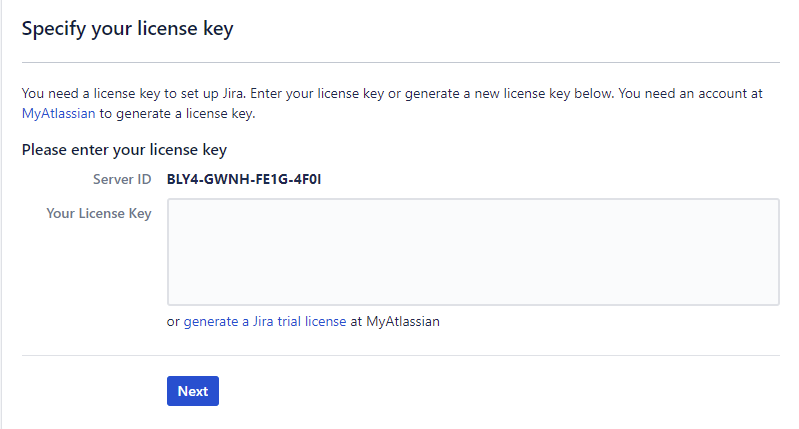 Specify your license key
You need a license key to set up Jira. Enter your license key or generate a new license key below. You need an account at
MyAtlassian to generate a license key.
Please enter your license key
Server ID BLY4-GWNH-FE1G-4F0I
Your License Key
or generate a Jira trial license at MyAtlassian
Next